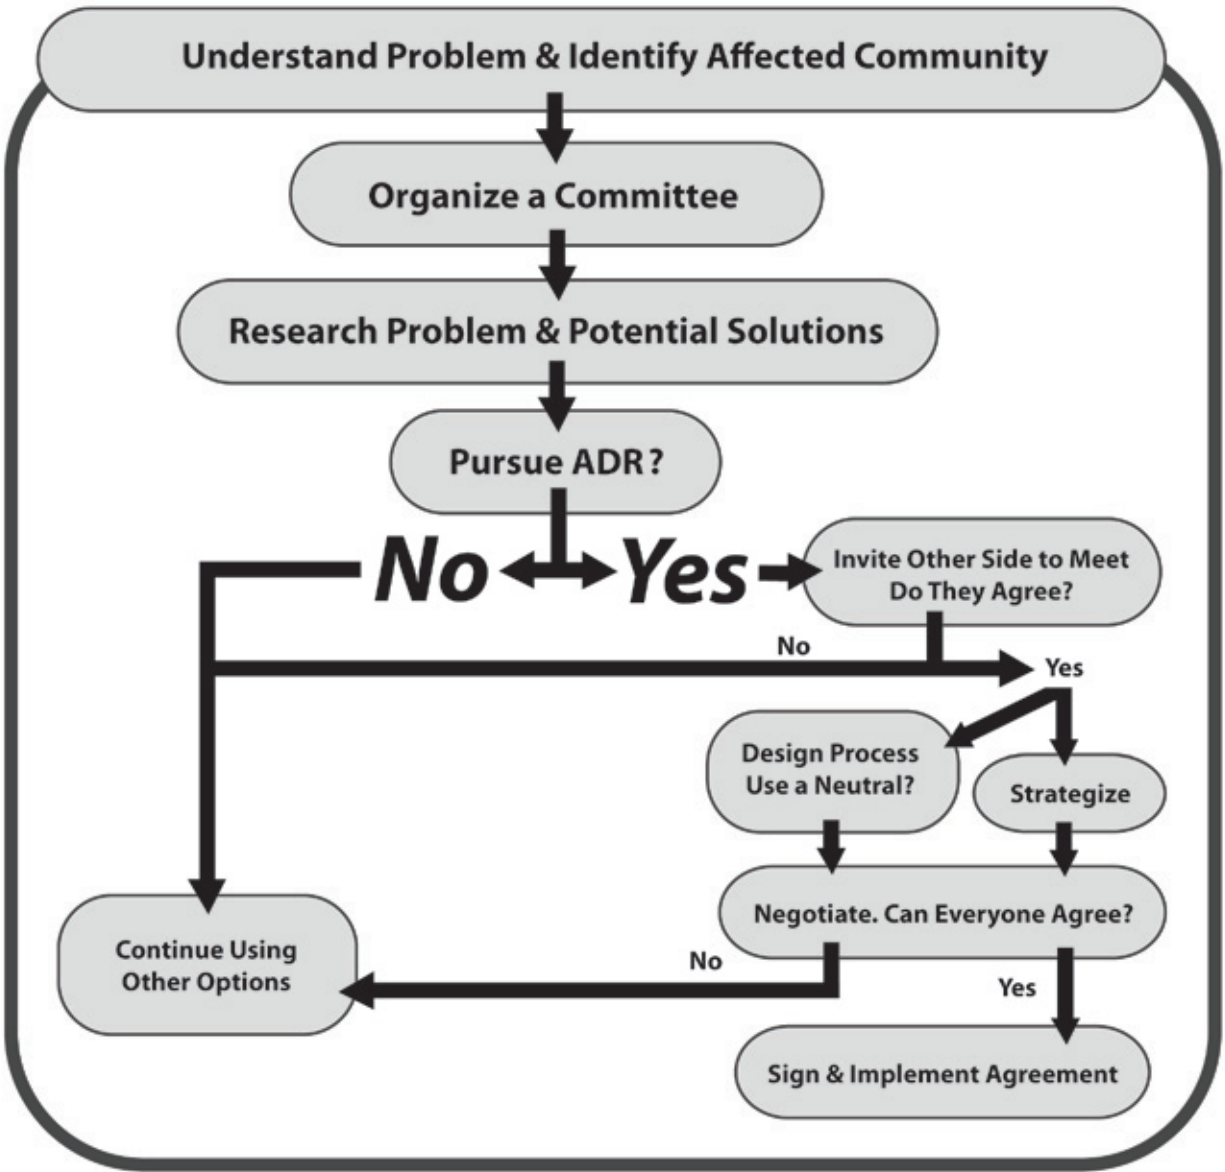 Understand Problem & Identify Affected Community
Organize a Committee
Research Problem & Potential Solutions
Pursue ADR?
No
Yes
Invite Other Side to Meet
Do They Agree?
No
Yes
Design Process
Use a Neutral?
Strategize
Negotiate. Can Everyone Agree?
Continue Using
Other Options
No
Yes
Sign & Implement Agreement